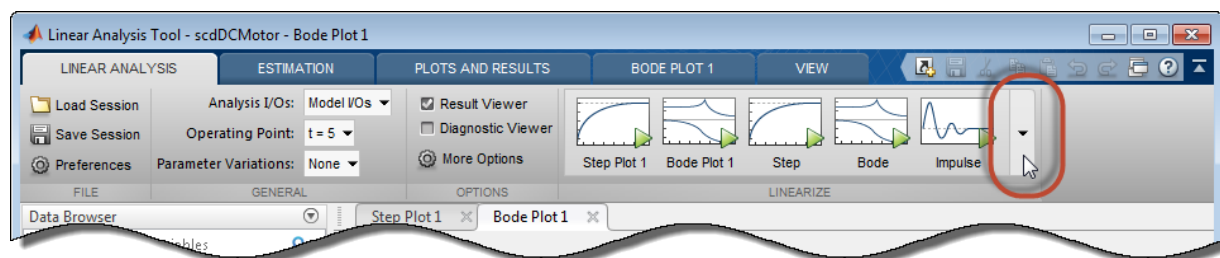 Linear Analysis Tool - scdDCMotor - Bode Plot 1
LINEAR ANALYSIS ESTIMATION PLOTS AND RESULTS BODE PLOT 1 VIEW
Load Session
Save Session
Preferences
FILE
Analysis I/Os: Model I/Os
Operating Point: t = 5
Parameter Variations: None
GENERAL
Result Viewer
Diagnostic Viewer
More Options
OPTIONS
Step Plot 1 Bode Plot 1 Step Bode Impulse
LINEARIZE
Data Browser
Step Plot 1 Bode Plot 1